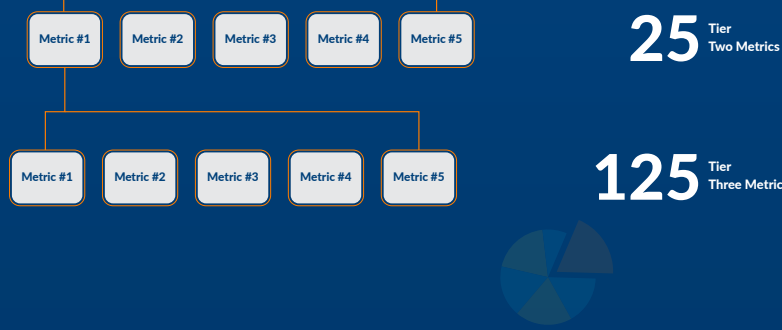 Metric #1 Metric #2 Metric #3 Metric #4 Metric #5
25 Tier
Two Metrics
Metric #1 Metric #2 Metric #3 Metric #4 Metric #5
125 Tier
Three Metric